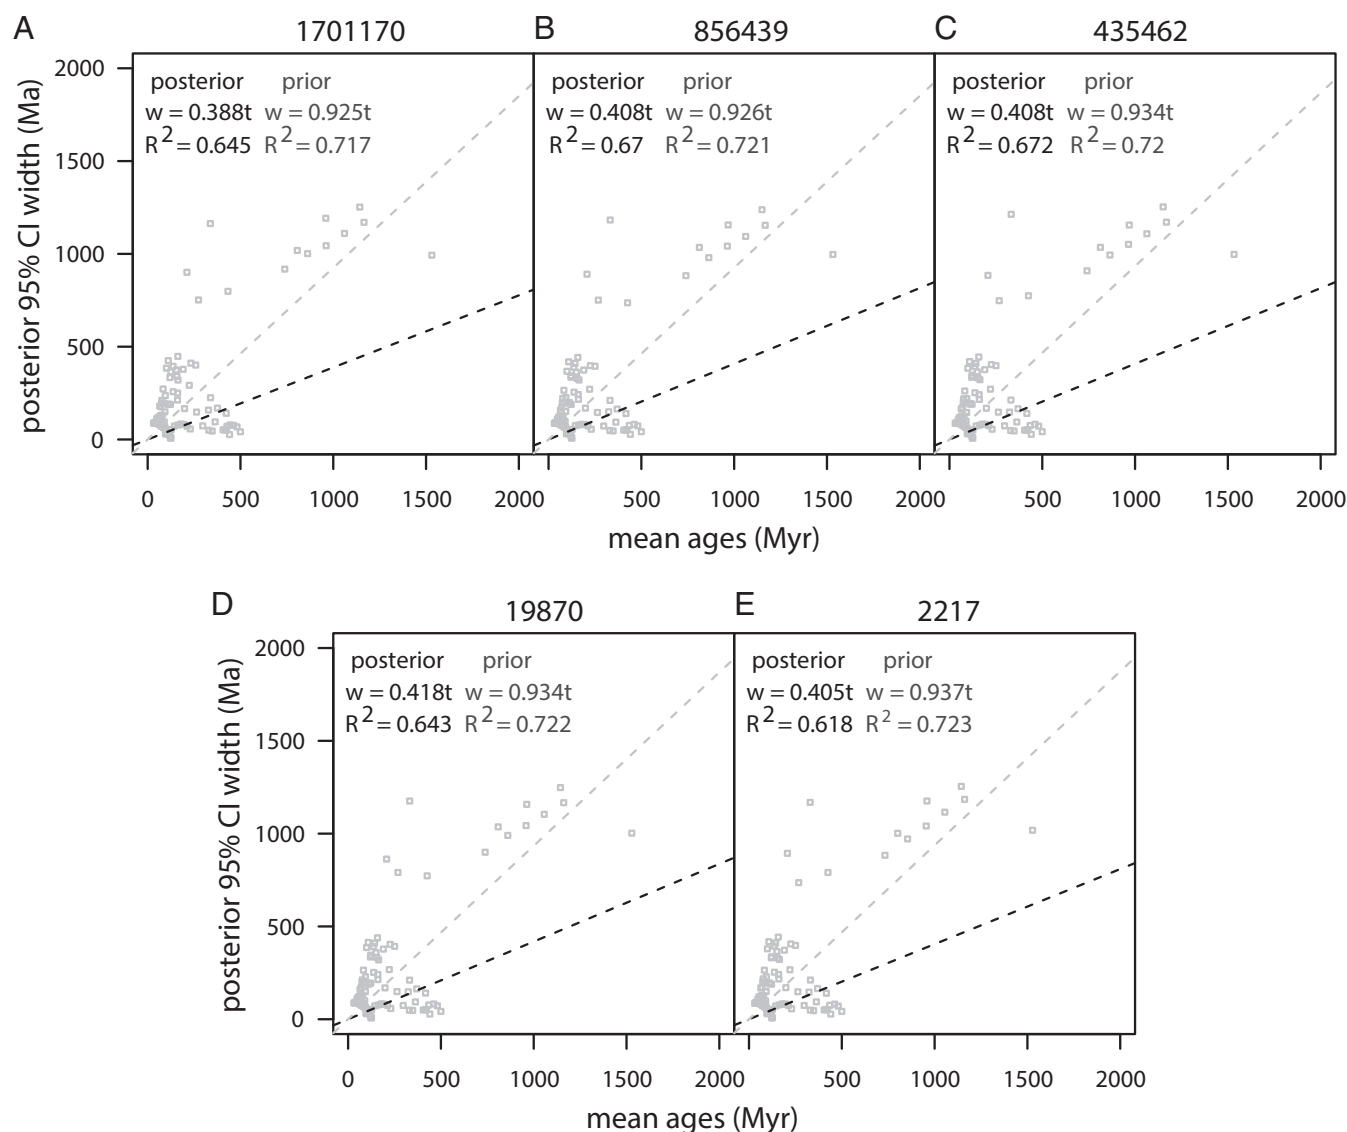 A 1701170
B 856439
C 435462
posterior 95% CI width (Ma)
2000
1500
1000
500
0
posterior prior
w = 0.388t w = 0.925t
R2 = 0.645 R2 = 0.717
posterior prior
w = 0.408t w = 0.926t
R2 = 0.67 R2 = 0.721
posterior prior
w = 0.408t w = 0.934t
R2 = 0.672 R2 = 0.72
0 500 1000 1500 2000
500 1000 1500 2000
500 1000 1500 2000
mean ages (Myr)
D 19870
E 2217
posterior 95% CI width (Ma)
2000
1500
1000
500
0
posterior prior
w = 0.418t w = 0.934t
R2 = 0.643 R2 = 0.722
posterior prior
w = 0.405t w = 0.937t
R2 = 0.618 R2 = 0.723
0 500 1000 1500 2000
500 1000 1500 2000
mean ages (Myr)